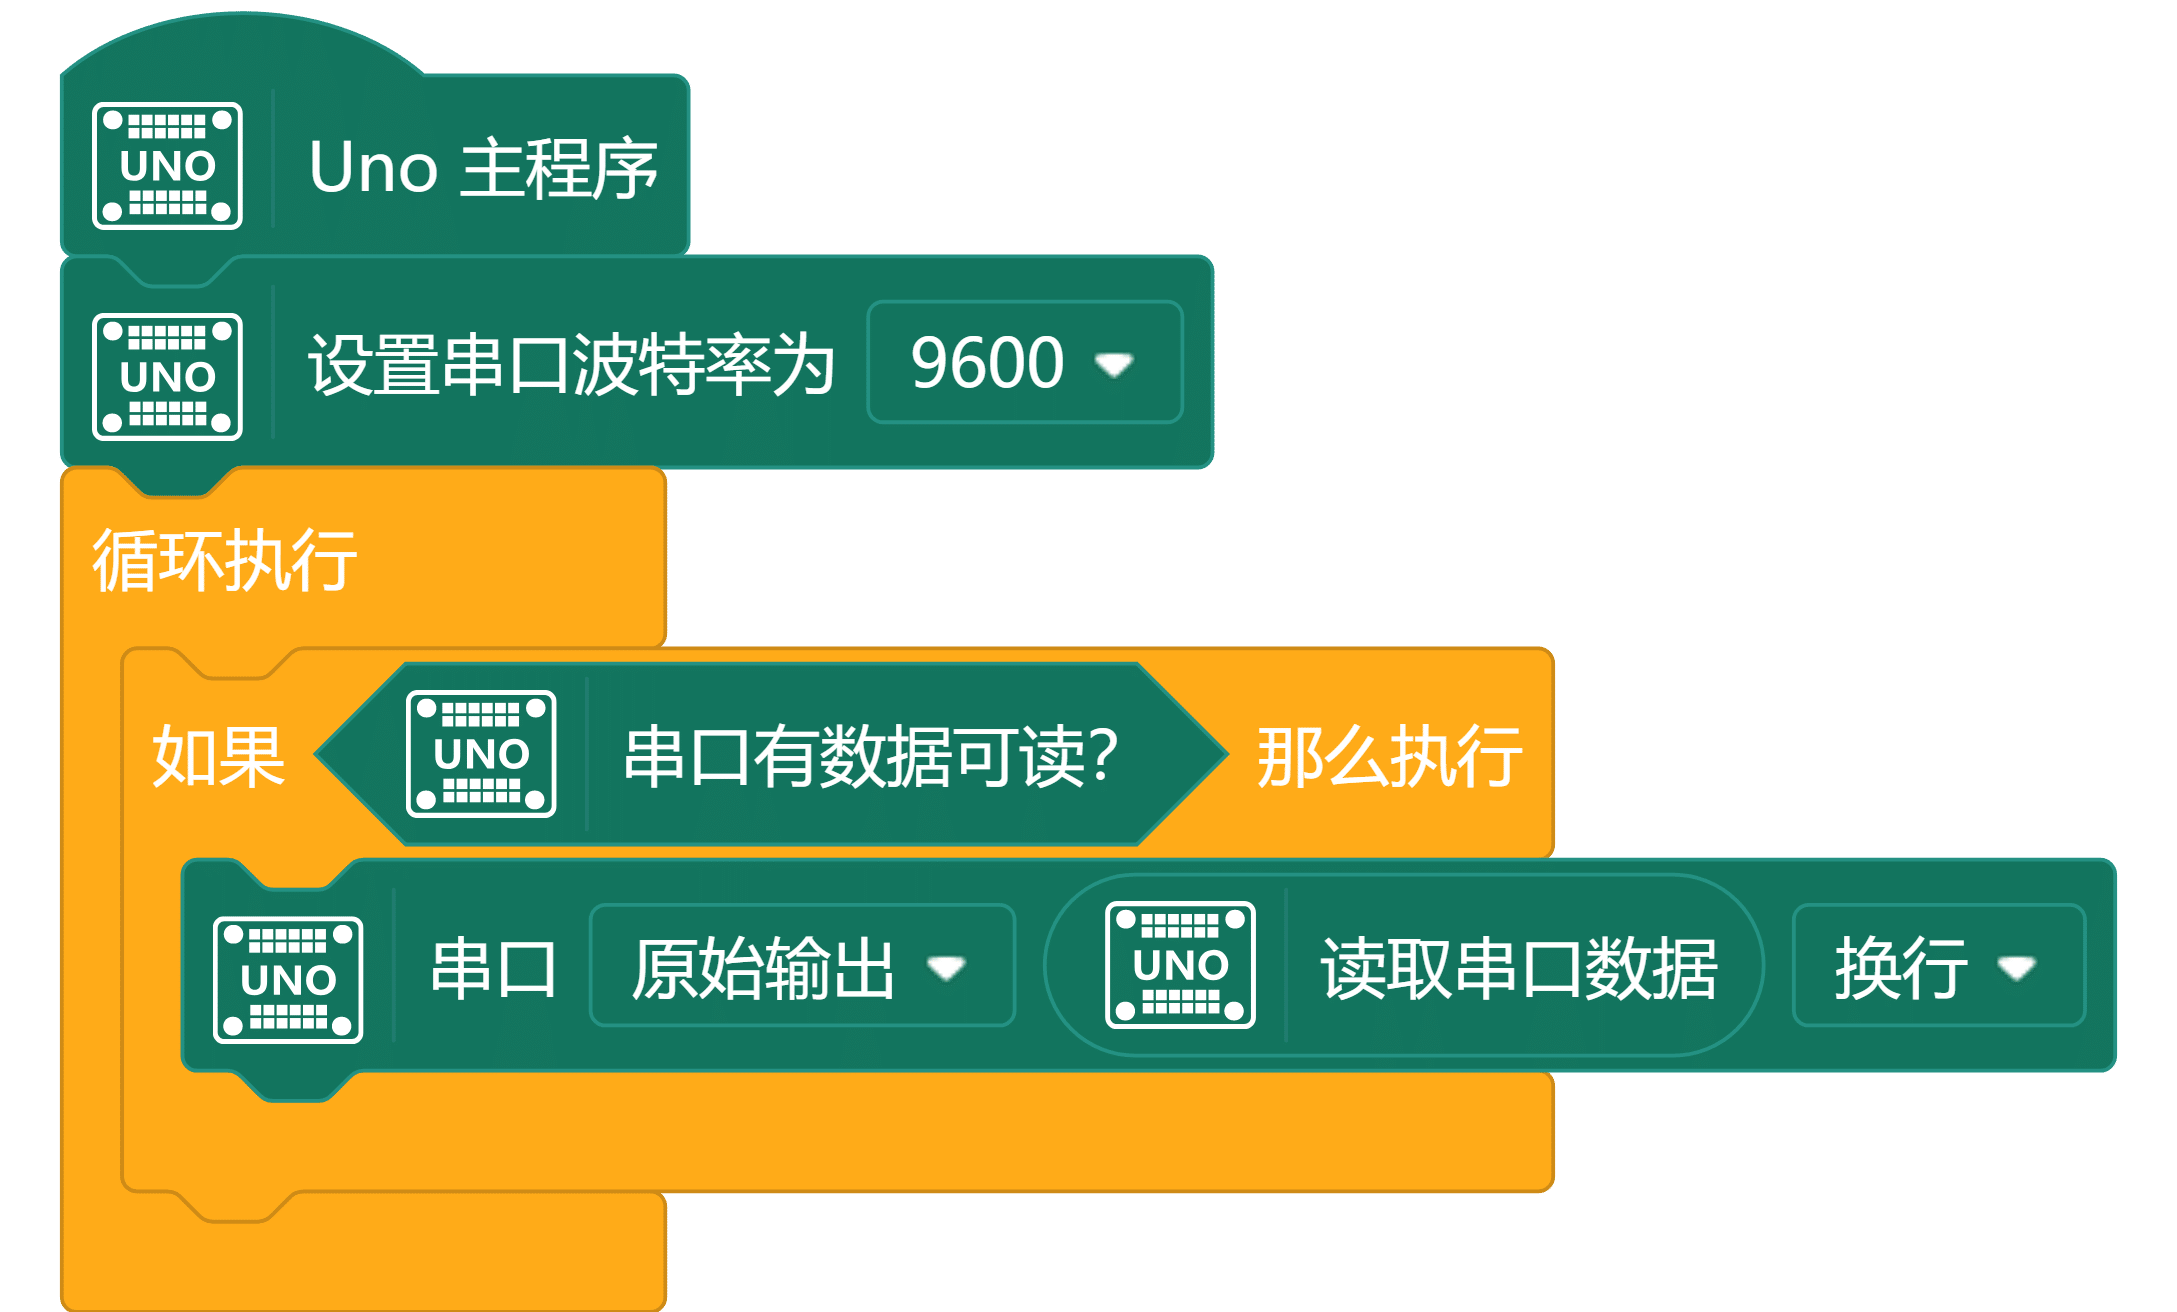 UNO Uno 主程序
UNO 设置串口波特率为 9600
循环执行
如果 UNO 串口有数据可读? 那么执行
UNO 串口 原始输出 UNO 读取串口数据 换行